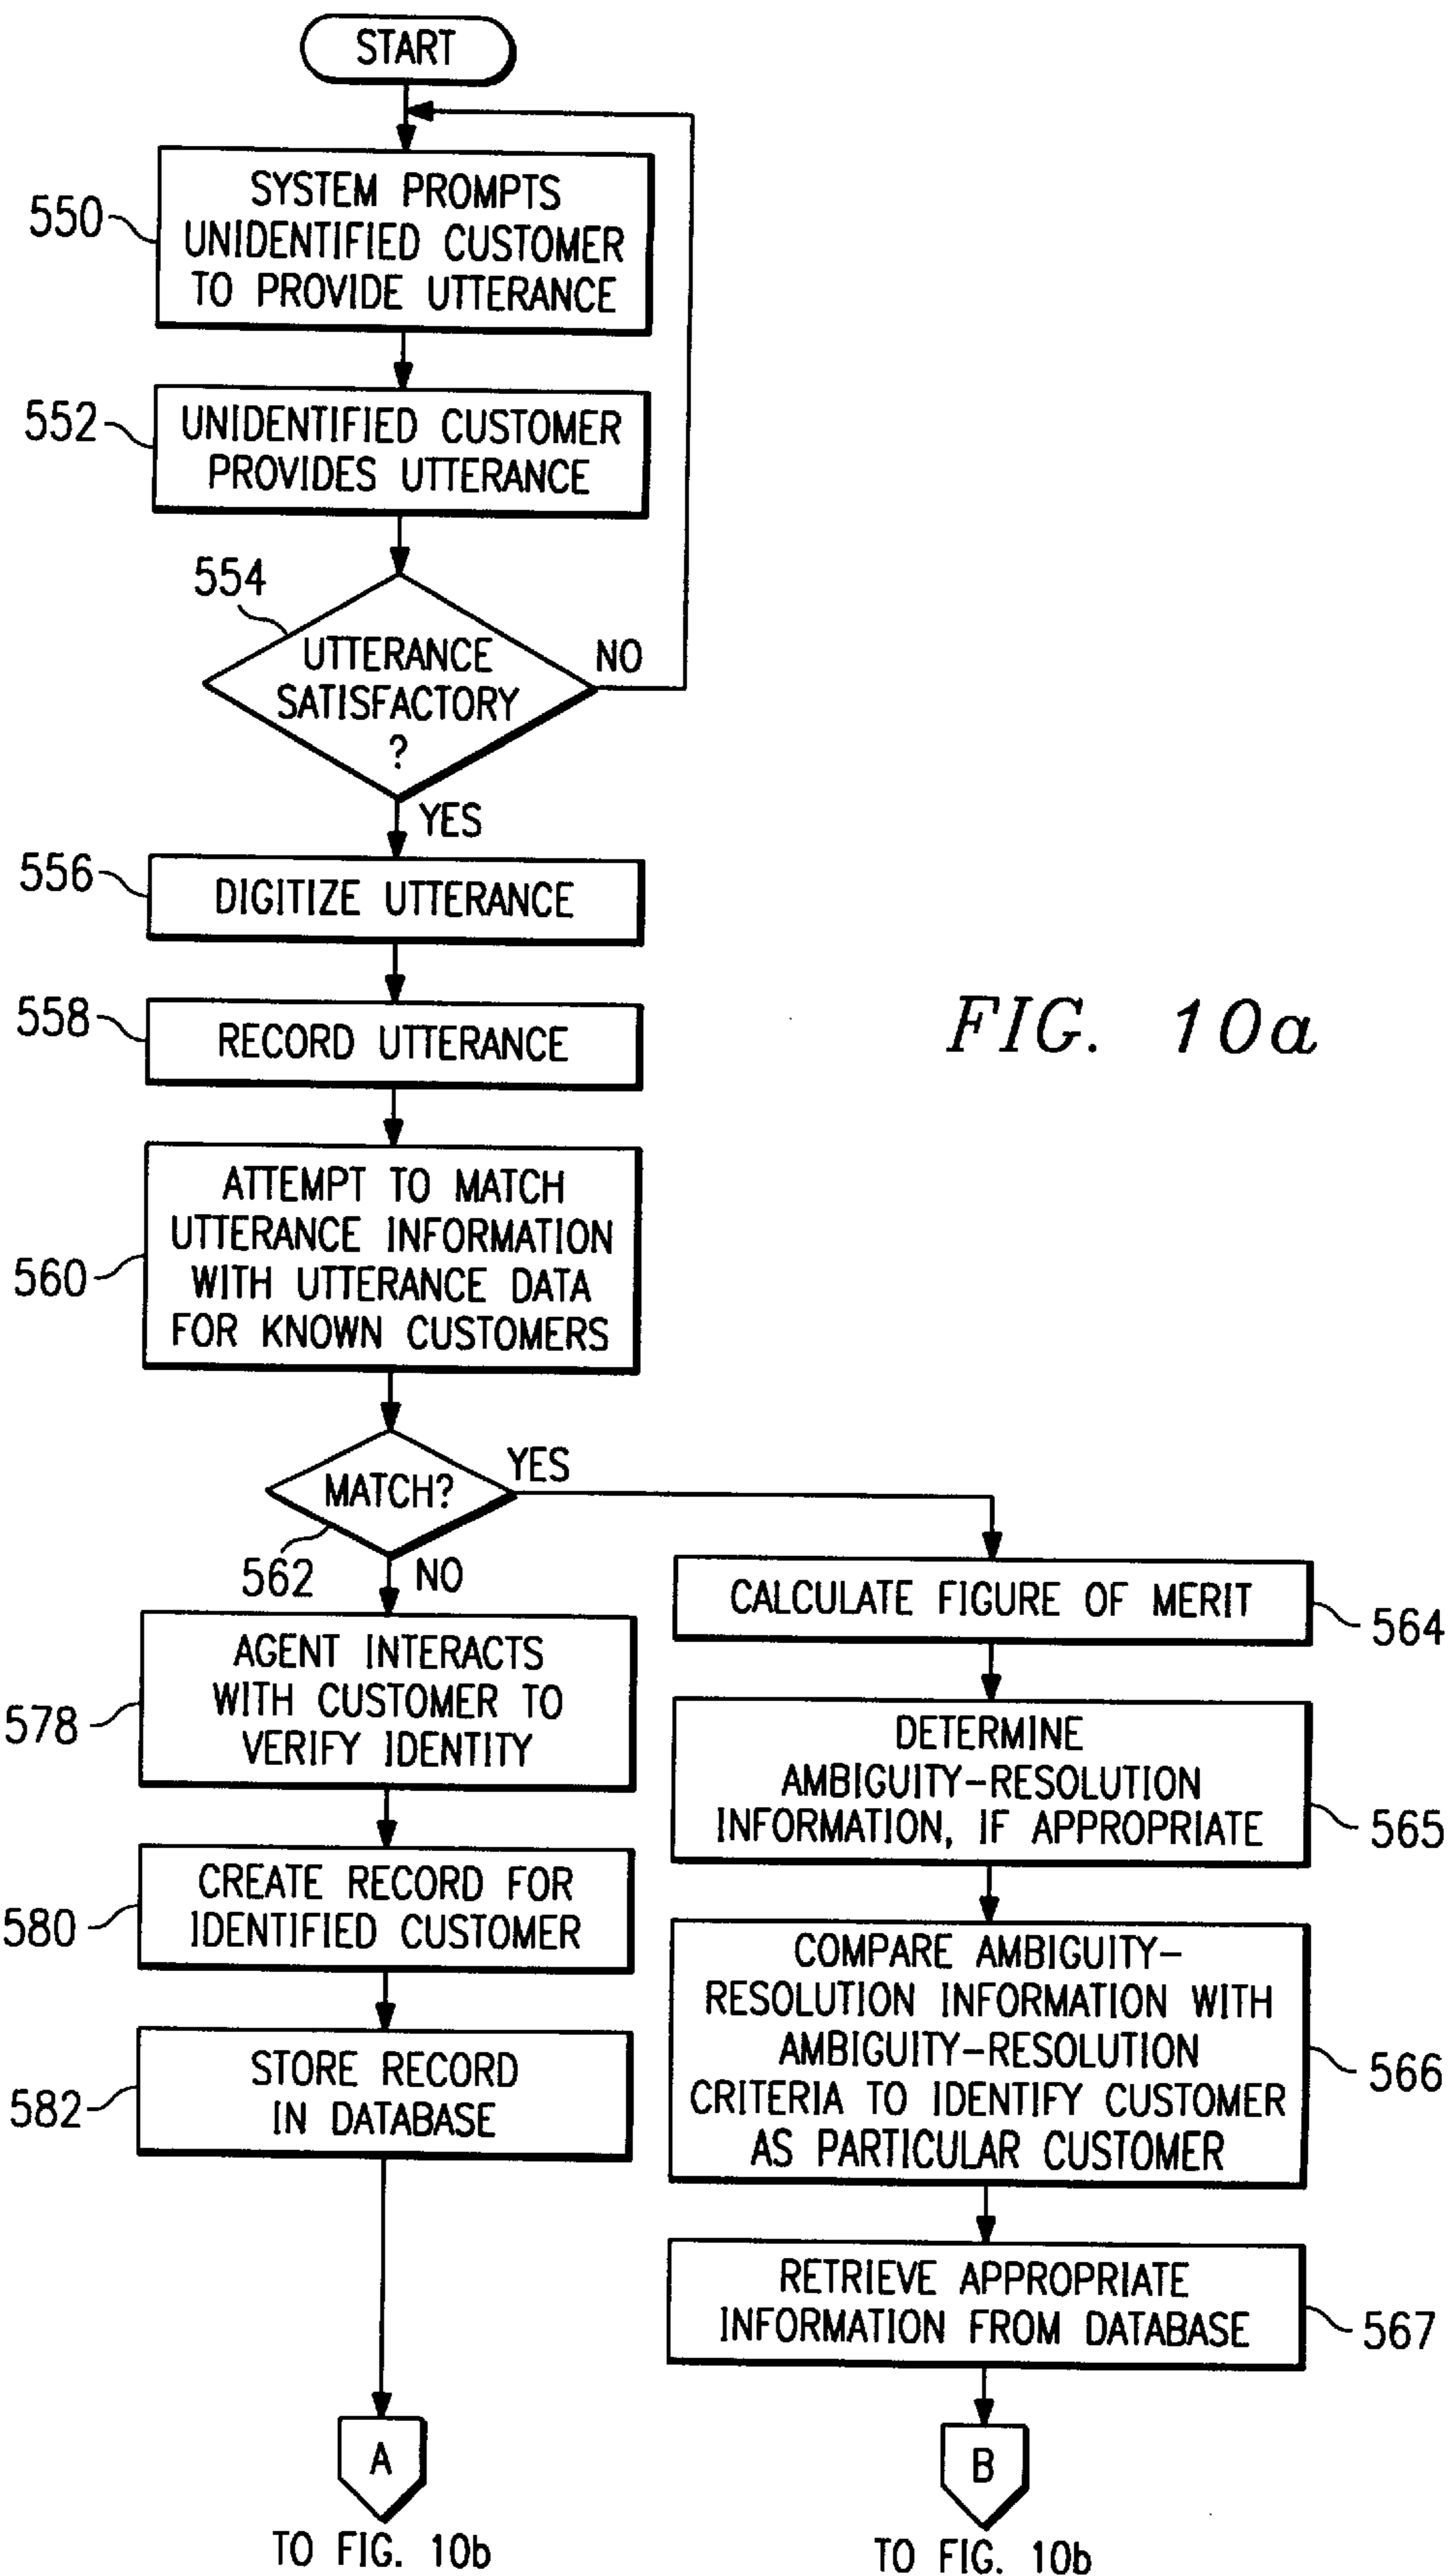 START
550
SYSTEM PROMPTS
UNIDENTIFIED CUSTOMER
TO PROVIDE UTTERANCE
552
UNIDENTIFIED CUSTOMER
PROVIDES UTTERANCE
554
UTTERANCE
SATISFACTORY
?
NO
YES
556
DIGITIZE UTTERANCE
558
RECORD UTTERANCE
FIG. 10a
560
ATTEMPT TO MATCH
UTTERANCE INFORMATION
WITH UTTERANCE DATA
FOR KNOWN CUSTOMERS
MATCH?
YES
562
NO
578
AGENT INTERACTS
WITH CUSTOMER TO
VERIFY IDENTITY
580
CREATE RECORD FOR
IDENTIFIED CUSTOMER
582
STORE RECORD
IN DATABASE
A
TO FIG. 10b
CALCULATE FIGURE OF MERIT
564
DETERMINE
AMBIGUITY-RESOLUTION
INFORMATION, IF APPROPRIATE
565
COMPARE AMBIGUITY-
RESOLUTION INFORMATION WITH
AMBIGUITY-RESOLUTION
CRITERIA TO IDENTIFY CUSTOMER
AS PARTICULAR CUSTOMER
566
RETRIEVE APPROPRIATE
INFORMATION FROM DATABASE
567
B
TO FIG. 10b